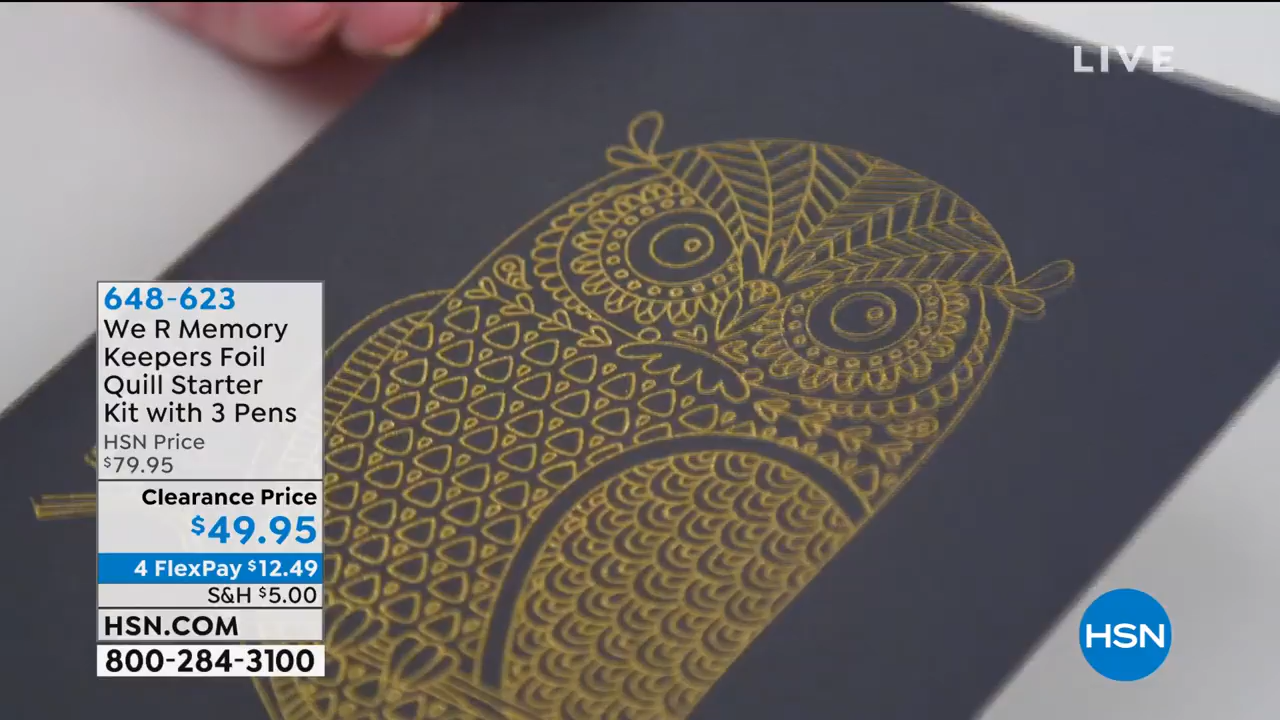 LIVE
648-623
We R Memory
Keepers Foil
Quill Starter
Kit with 3 Pens
HSN Price
$79.95
Clearance Price
$49.95
4 FlexPay $12.49
S&H $5.00
HSN.COM
800-284-3100
HSN